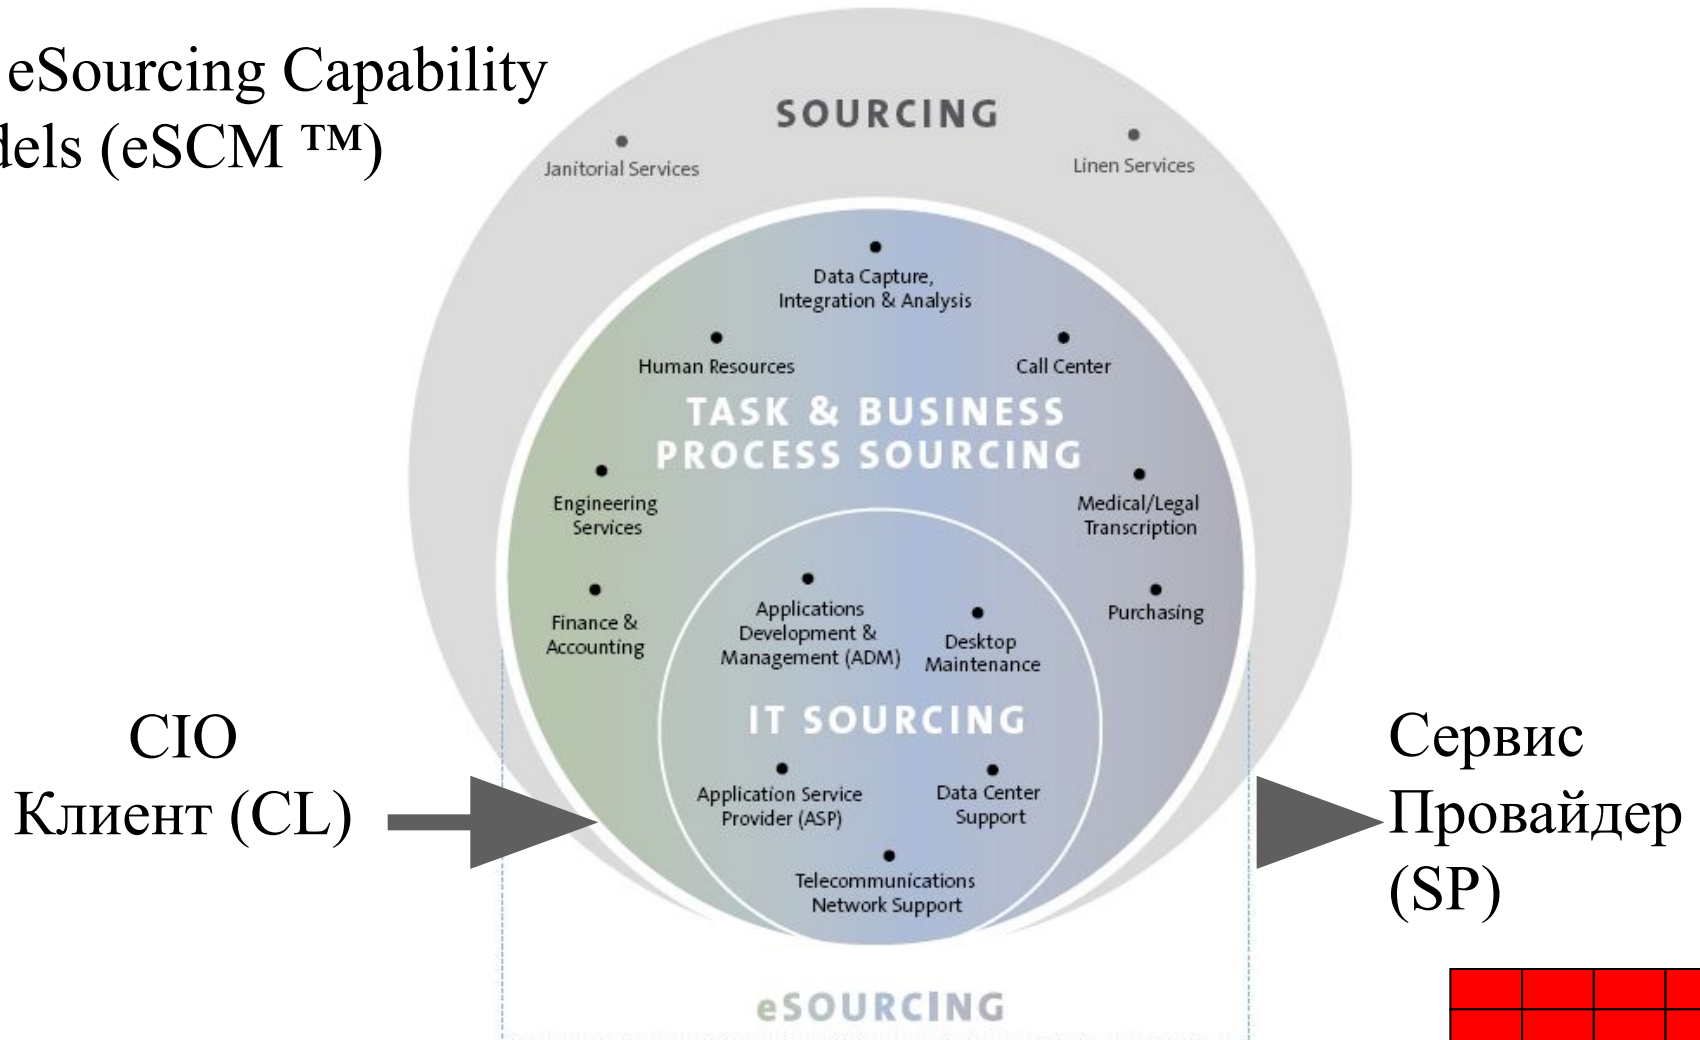 eSourcing Capability
dels (eSCM ™)
SOURCING
Janitorial Services
Linen Services
Data Capture,
Integration & Analysis
Human Resources
Call Center
TASK & BUSINESS
PROCESS SOURCING
Engineering
Services
Medical/Legal
Transcription
Finance &
Accounting
Purchasing
Applications
Development &
Management (ADM)
Desktop
Maintenance
IT SOURCING
Application Service
Provider (ASP)
Data Center
Support
Telecommunications
Network Support
CIO
Клиент (CL)
Сервис
Провайдер
(SP)
eSOURCING